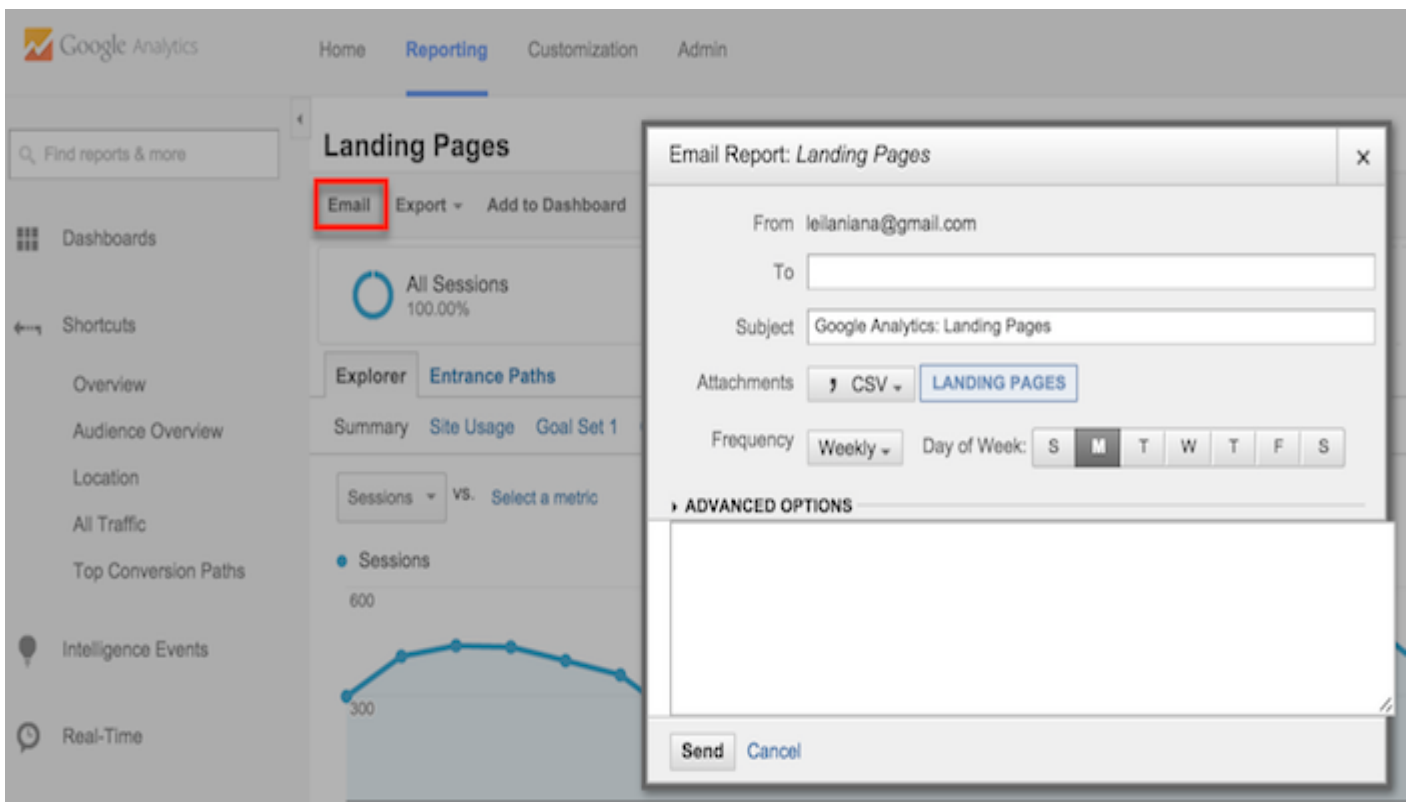 Google Analytics
Home Reporting Customization Admin
Find reports & more
Dashboards
Shortcuts
Overview
Audience Overview
Location
All Traffic
Top Conversion Paths
Intelligence Events
Real-Time
Landing Pages
Email Export Add to Dashboard
All Sessions
100.00%
Explorer Entrance Paths
Summary Site Usage Goal Set 1
Sessions VS. Select a metric
Sessions
600
300
Email Report: Landing Pages
From leilaniana@gmail.com
To
Subject Google Analytics: Landing Pages
Attachments CSV LANDING PAGES
Frequency Weekly Day of Week: S M T W T F S
ADVANCED OPTIONS
Send Cancel